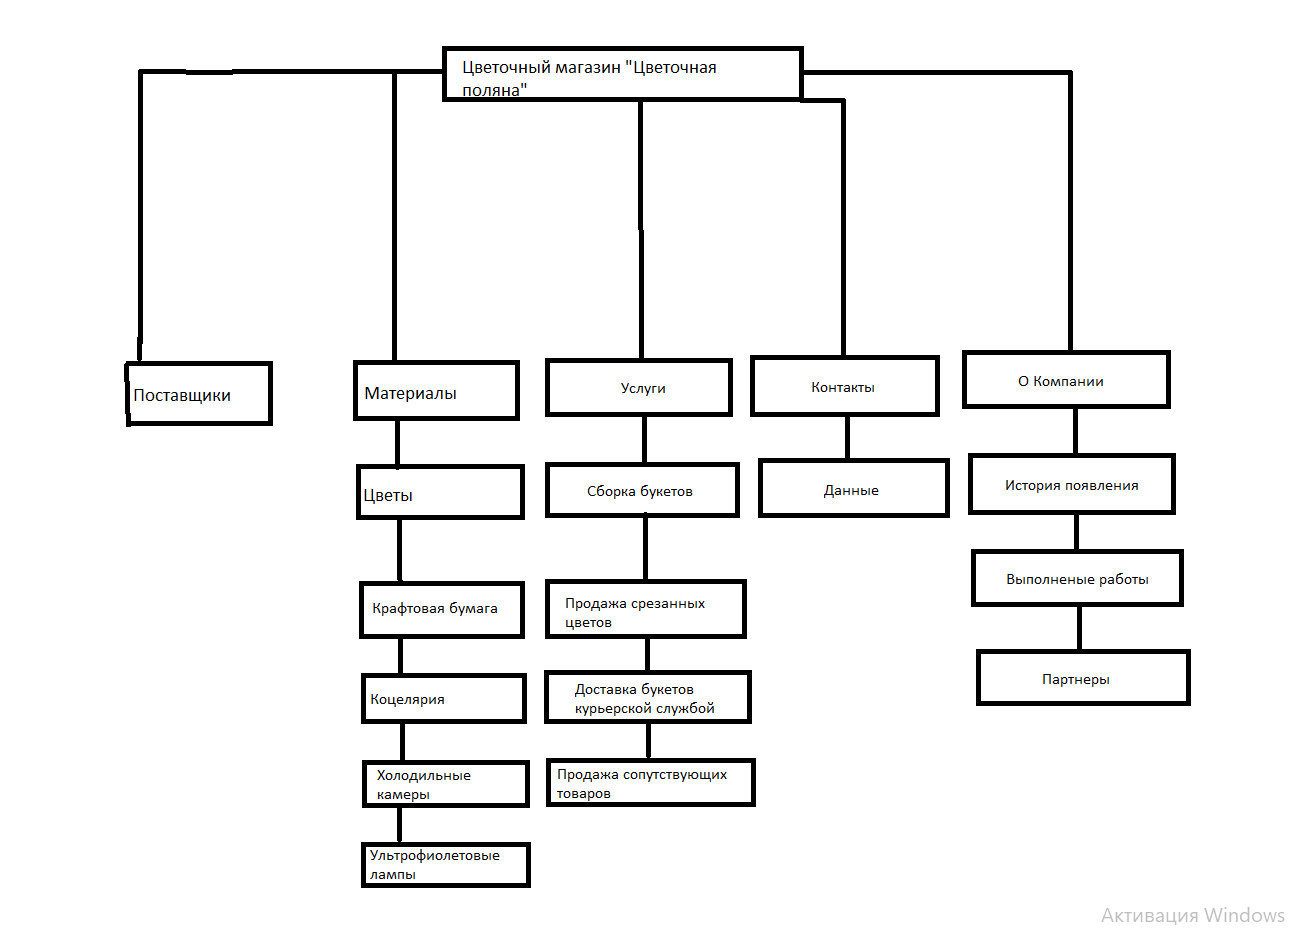 Цветочный магазин "Цветочная
поляна"
Поставщики
Материалы
Услуги
Контакты
О Компании
Цветы
Сборка букетов
Данные
История появления
Крафтовая бумага
Продажа срезанных
цветов
Выполненые работы
Коцелярия
Доставка букетов
курьерской службой
Партнеры
Холодильные
камеры
Продажа сопутствующих
товаров
Ультрофиолетовые
лампы
Активация Windows